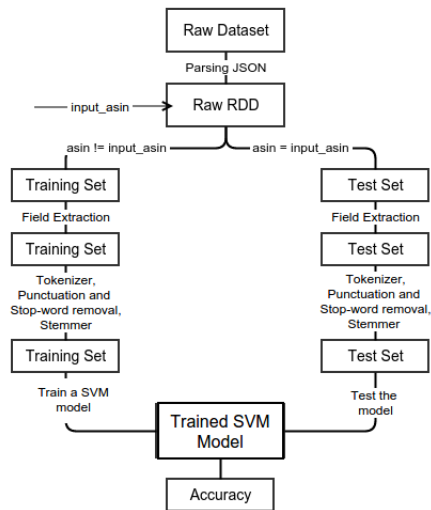 Raw Dataset
Parsing JSON
input_asin
Raw RDD
asin != input_asin
asin = input_asin
Training Set
Test Set
Field Extraction
Field Extraction
Training Set
Test Set
Tokenizer,
Punctuation and
Stop-word removal,
Stemmer
Tokenizer,
Punctuation and
Stop-word removal,
Stemmer
Training Set
Test Set
Train a SVM
model
Test the
model
Trained SVM
Model
Accuracy